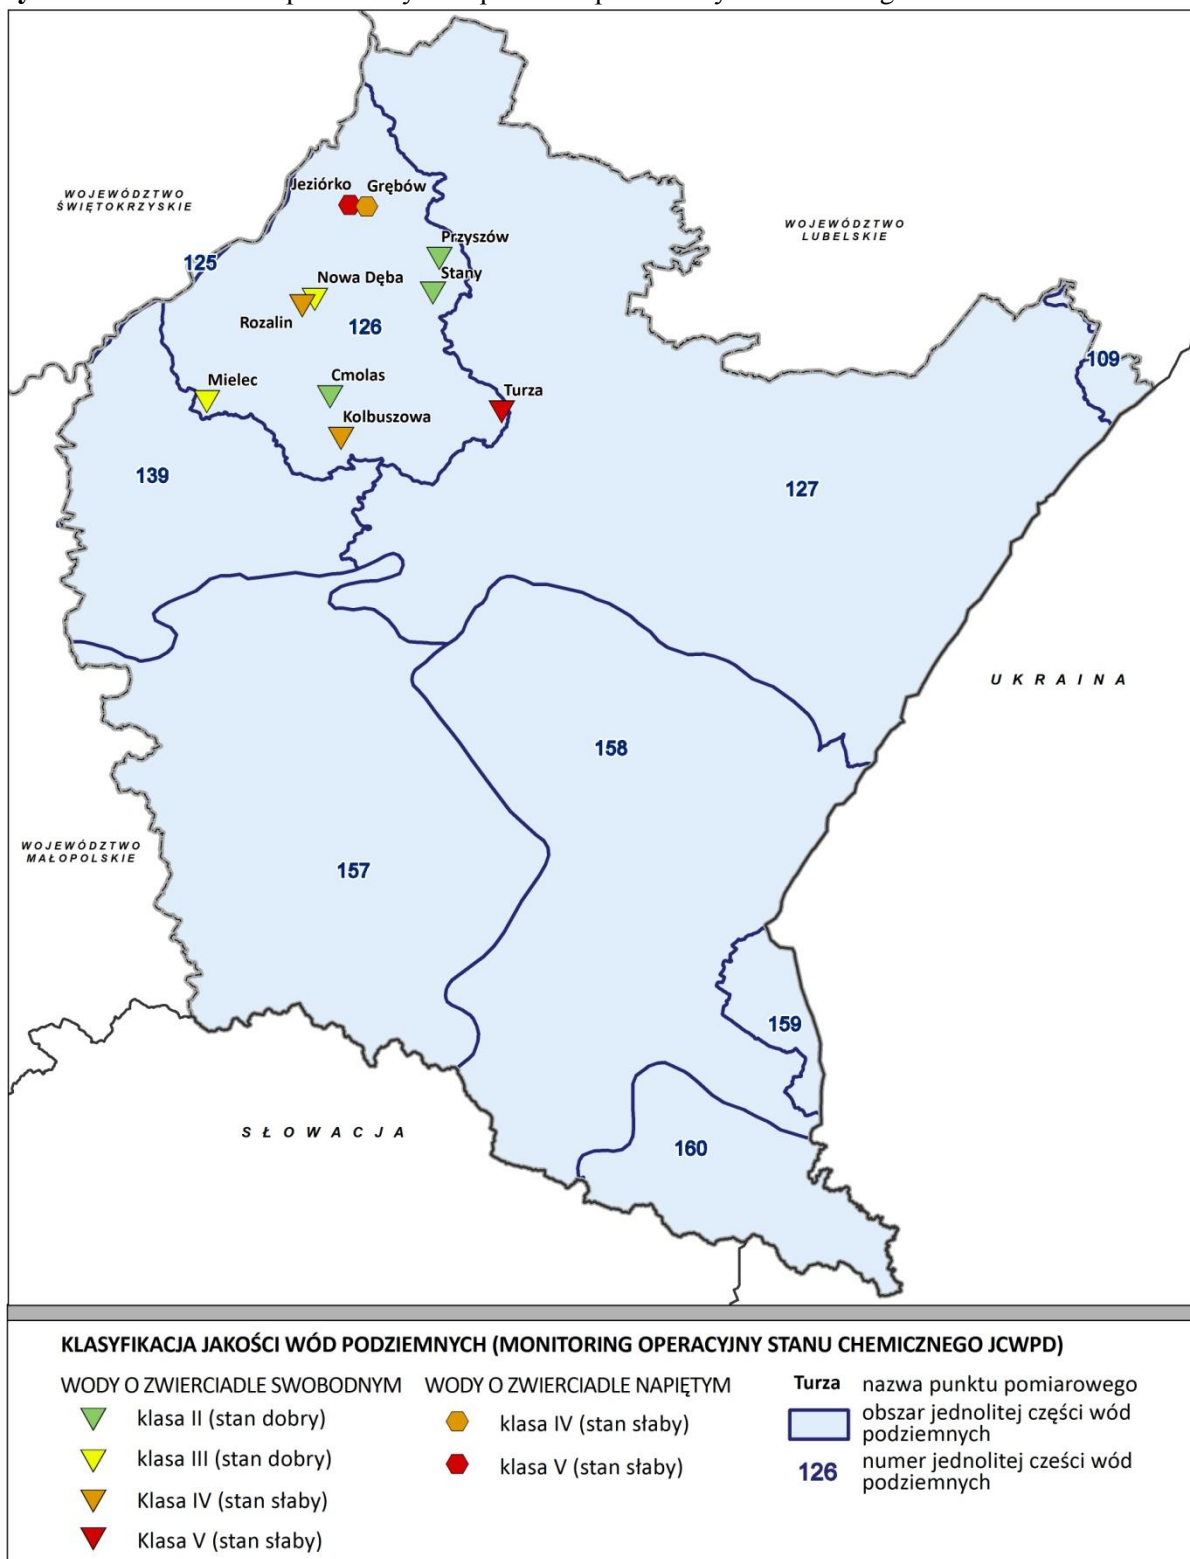 WOJEWÓDZTWO
ŚWIĘTOKRZYSKIE
Jeziórko
Grębów
WOJEWÓDZTWO
LUBELSKIE
Przyszów
125
Stany
Nowa Dęba
Rozalin
126
109
Mielec
Cmolas
Turza
Kolbuszowa
139
127
UKRAINA
158
WOJEWÓDZTWO
MAŁOPOLSKIE
157
159
SŁOWACJA
160
KLASYFIKACJA JAKOŚCI WÓD PODZIEMNYCH (MONITORING OPERACYJNY STANU CHEMICZNEGO JCWPD)
WODY O ZWIERCIADLE SWOBODNYM
klasa II (stan dobry)
klasa III (stan dobry)
Klasa IV (stan słaby)
Klasa V (stan słaby)
WODY O ZWIERCIADLE NAPIĘTYM
klasa IV (stan słaby)
klasa V (stan słaby)
Turza nazwa punktu pomiarowego
obszar jednolitej części wód
podziemnych
126 numer jednolitej cześci wód
podziemnych